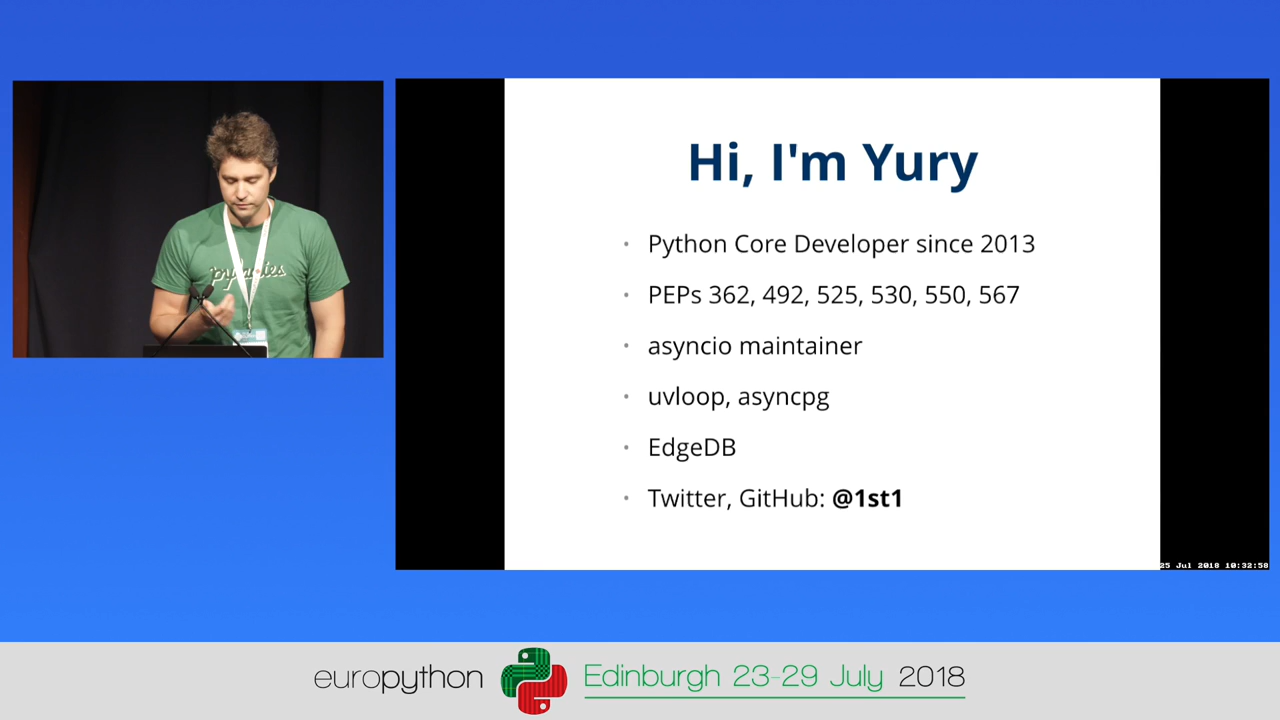 Hi, I'm Yury
• Python Core Developer since 2013
• PEPs 362, 492, 525, 530, 550, 567
• asyncio maintainer
• uvloop, asyncpg
• EdgeDB
• Twitter, GitHub: @1st1
25 Jul 2018 10:32:58
europython Edinburgh 23-29 July 2018